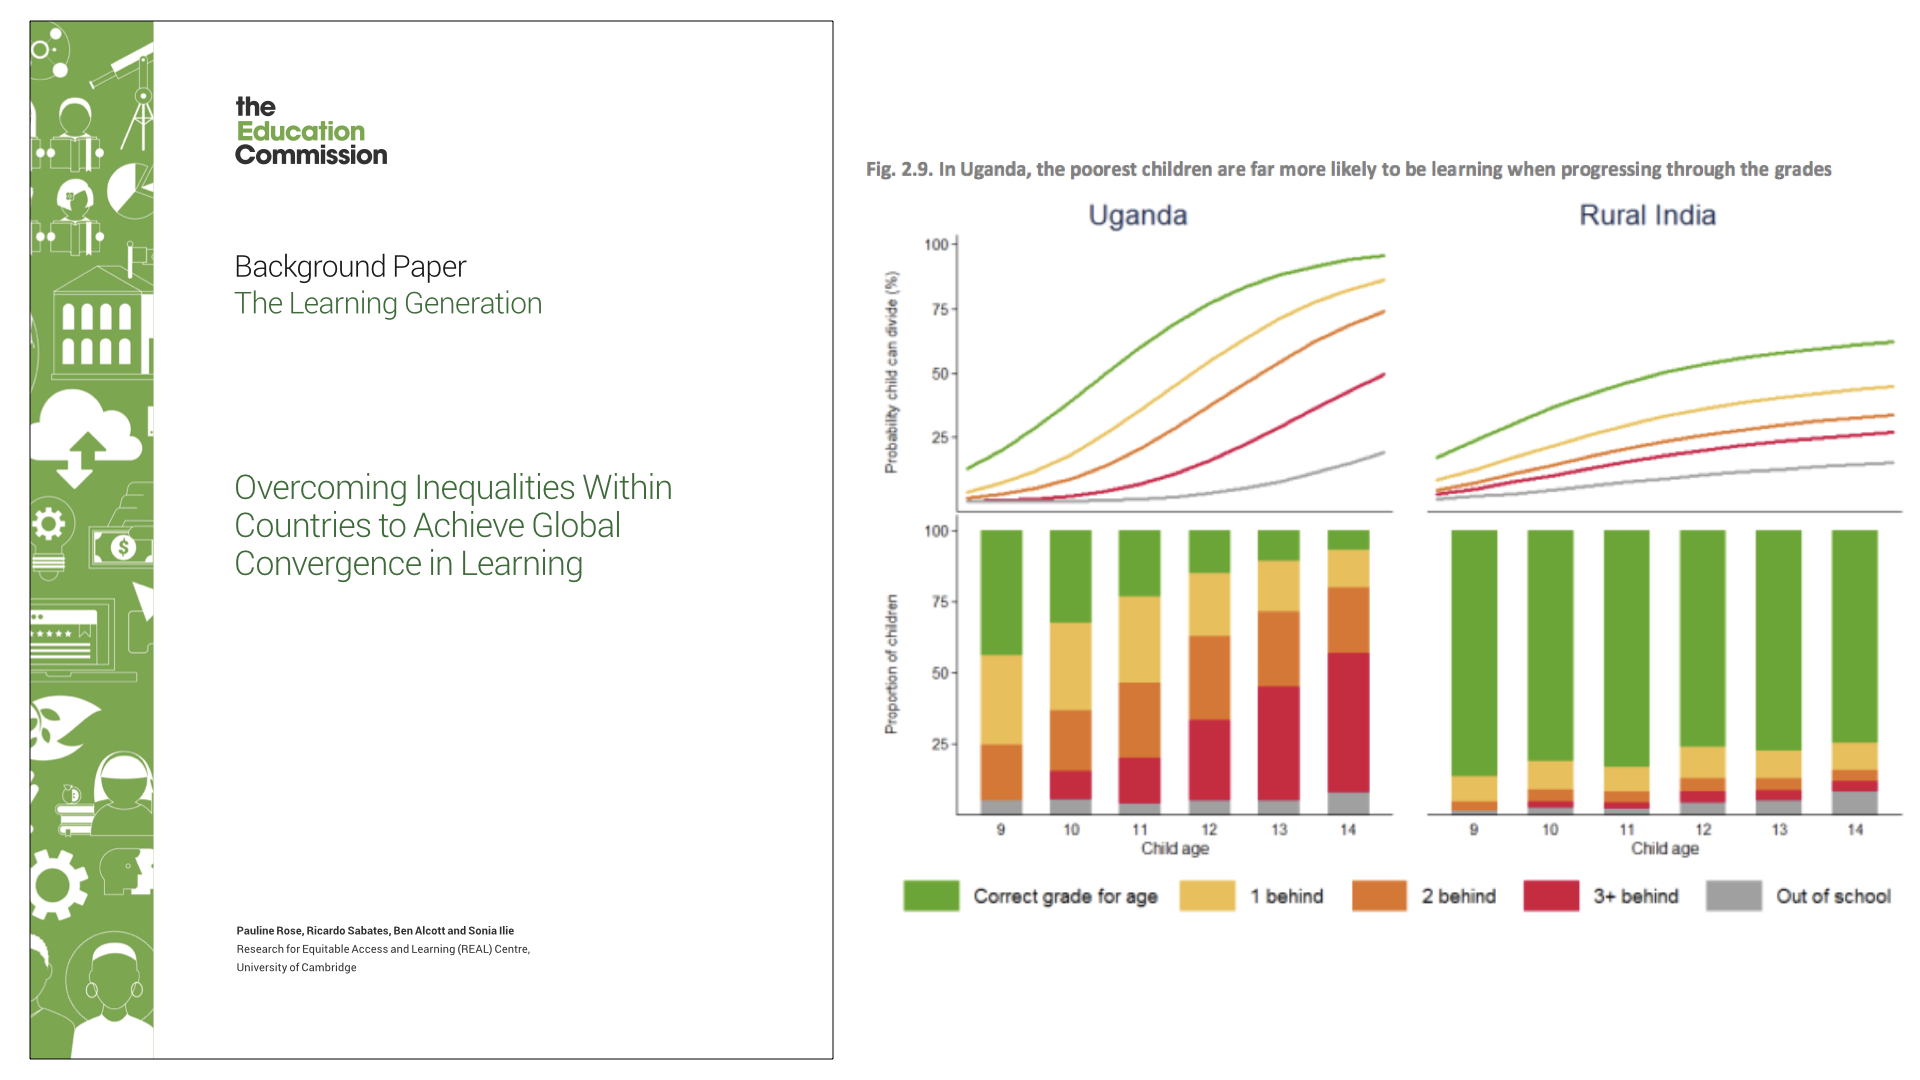 the
Education
Commission
Background Paper
The Learning Generation
Overcoming Inequalities Within
Countries to Achieve Global
Convergence in Learning
Pauline Rose, Ricardo Sabates, Ben Alcott and Sonia Ilie
Research for Equitable Access and Learning (REAL) Centre,
University of Cambridge
Fig. 2.9. In Uganda, the poorest children are far more likely to be learning when progressing through the grades
Uganda
Rural India
Probability child can divide (%)
100
75
50
25
Proportion of children
100
75
50
25
9 10 11 12 13 14
Child age
9 10 11 12 13 14
Child age
Correct grade for age
1 behind
2 behind
3+ behind
Out of school
$